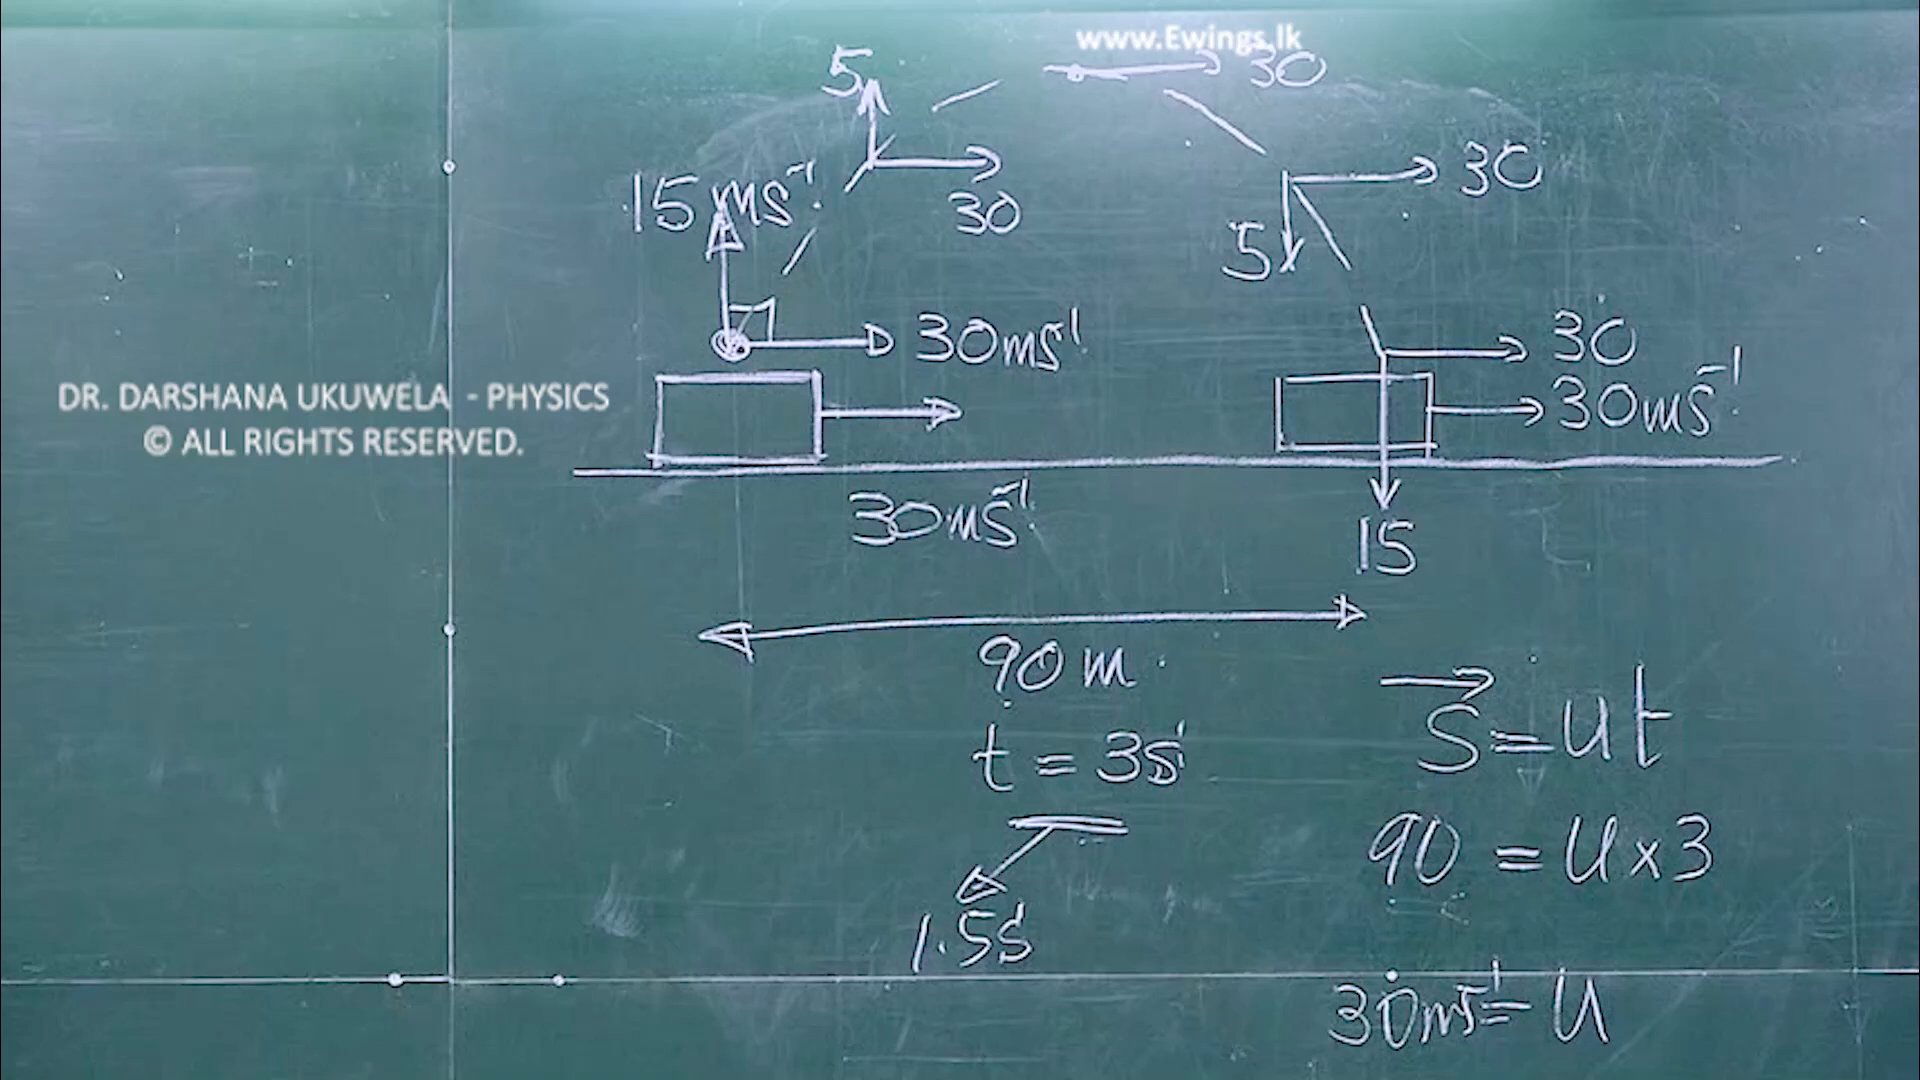 www.Ewings.lk
5
30
15 ms⁻¹
30
30
5
30 ms⁻¹
30
30 ms⁻¹
DR. DARSHANA UKUWELA - PHYSICS
© ALL RIGHTS RESERVED.
30 ms⁻¹
15
90 m
S = ut
t = 3s
90 = u x 3
1.5s
30 ms⁻¹ = u